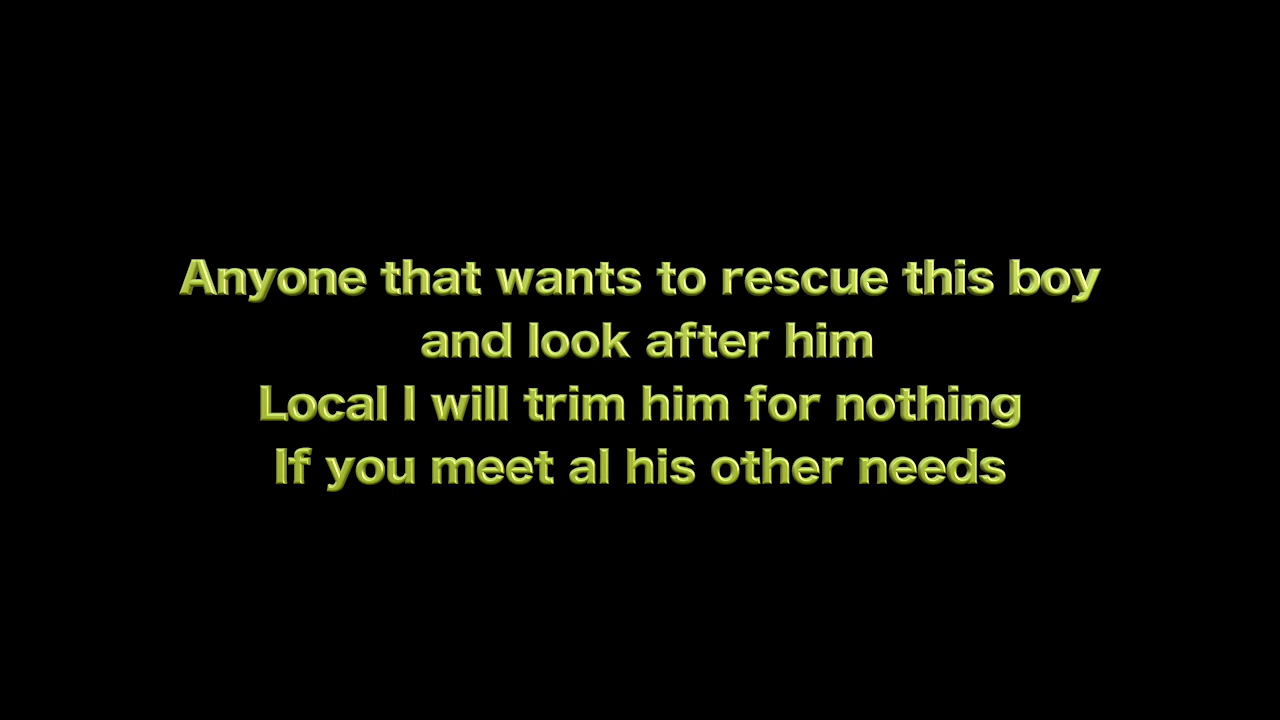 Anyone that wants to rescue this boy
and look after him
Local I will trim him for nothing
If you meet al his other needs